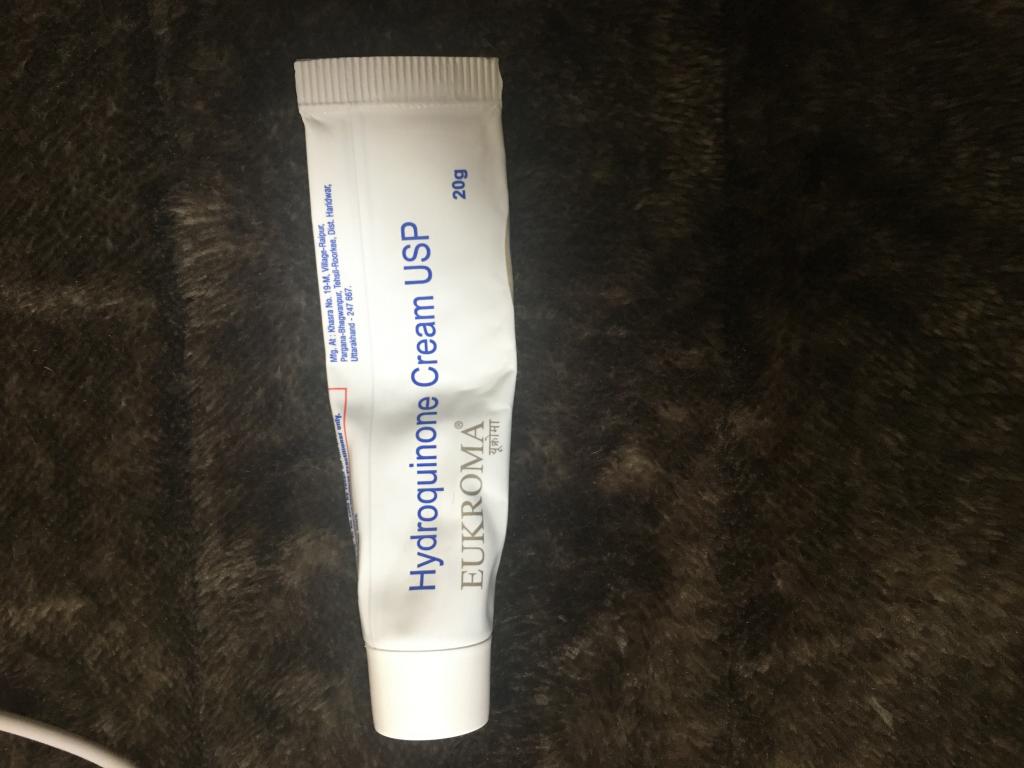 Hydroquinone Cream USP
EUKROMA®
यूक्रोमा
20g
Mfg. At : Khasra No. 19-M, Village-Raipur,
Pargana-Bhagwanpur, Tehsil-Roorkee, Dist. Haridwar,
Uttarakhand - 247 667.
only.